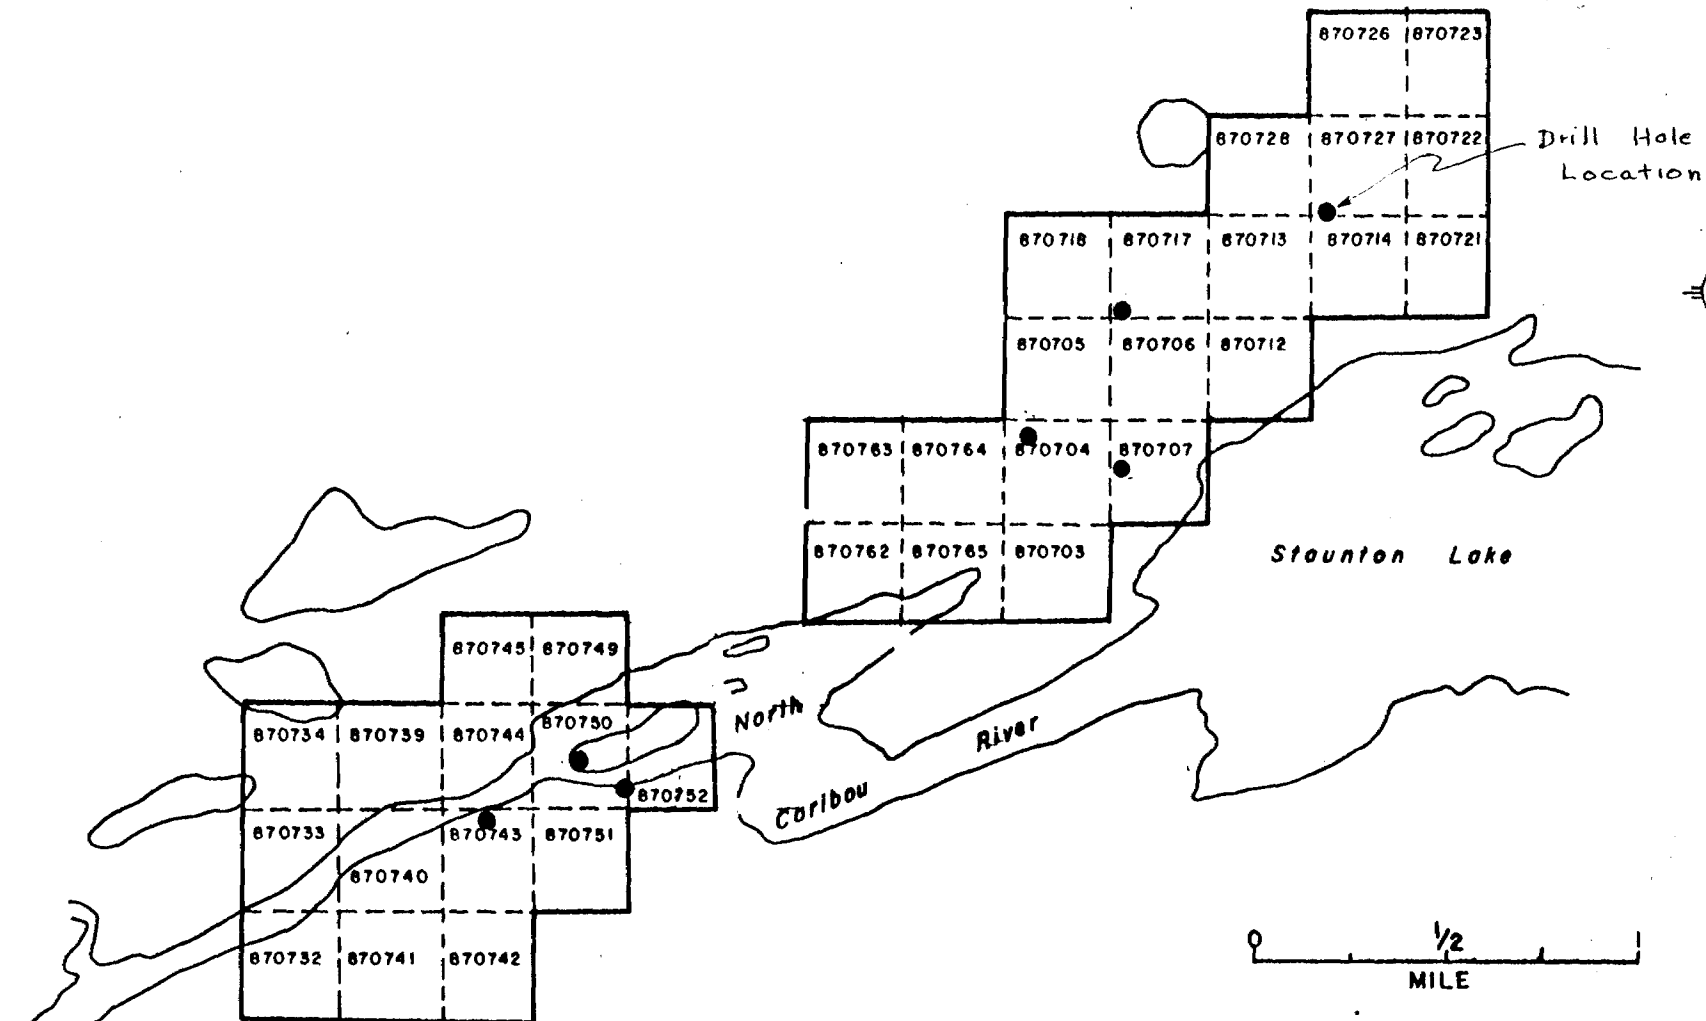 870726 870723
870728 870727 870722
Drill Hole
Location
870718 870717 870713 870714 870721
870705 870706 870712
870763 870764 870704 870707
870762 870765 870703
Staunton Lake
870745 870749
870734 870739 870744 870750
North
River
Caribou
870752
870733 870743 870751
870740
870732 871741 870742
0 1/2 1
MILE